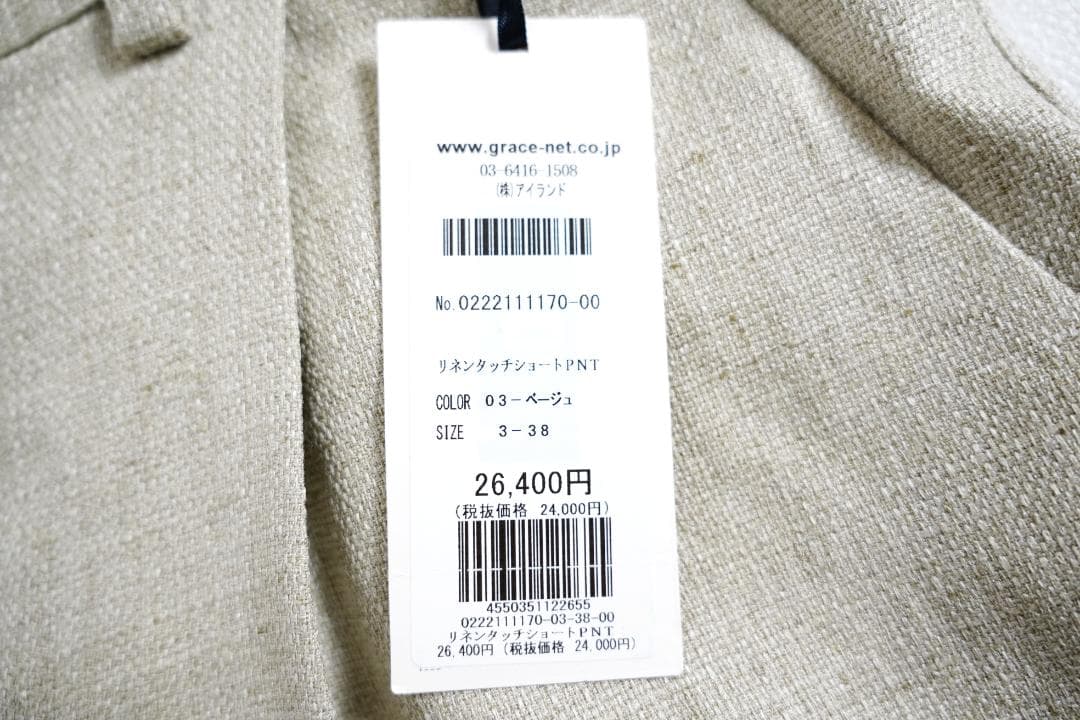 www.grace-net.co.jp
03-6416-1508
(株)アイランド
No.0222111170-00
リネンタッチショートPNT
COLOR 03-ベージュ
SIZE 3-38
26,400円
(税抜価格 24,000円)
4550351122655
0222111170-03-38-00
リネンタッチショートPNT
26,400円 (税抜価格 24,000円)